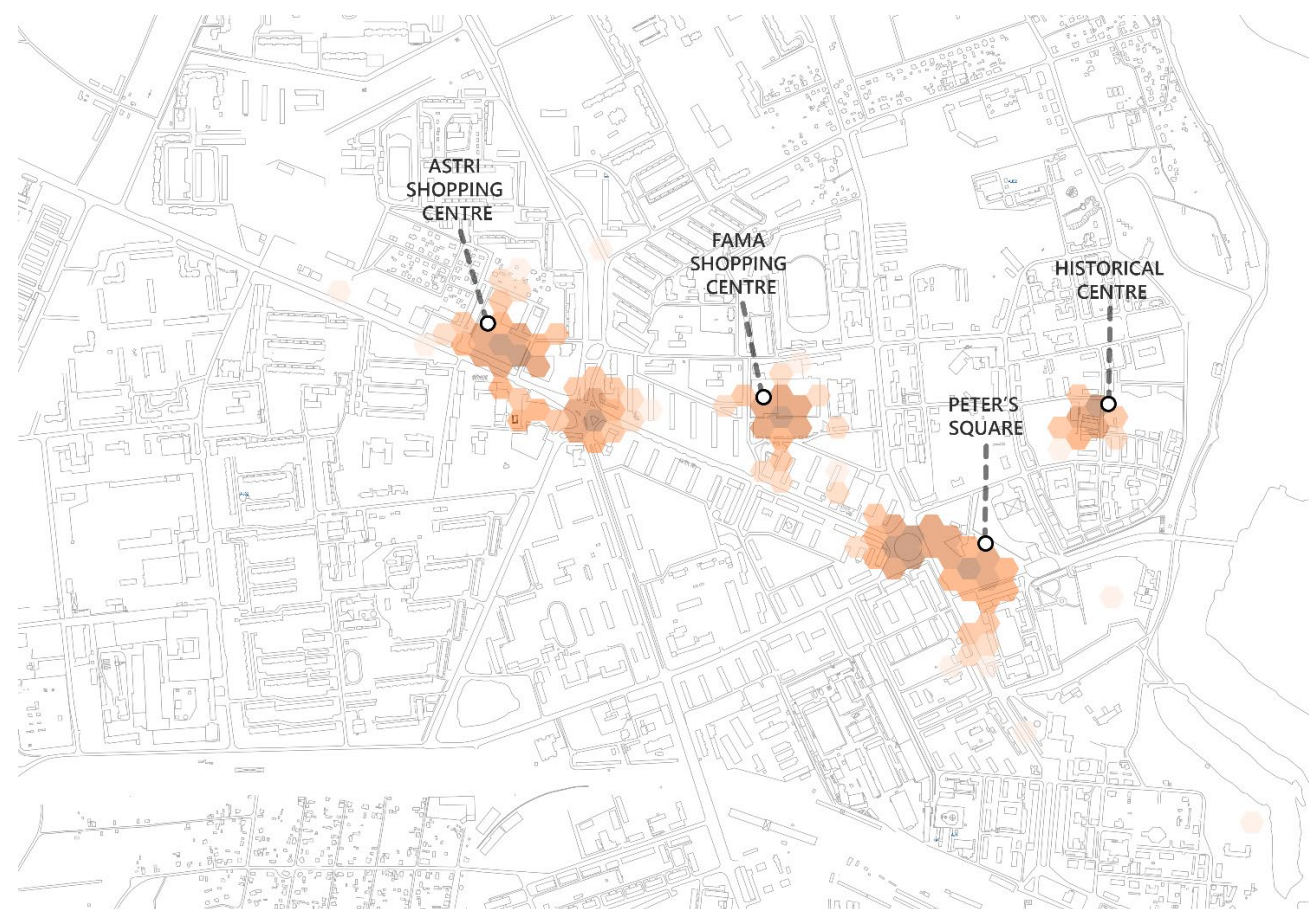 ASTRI
SHOPPING
CENTRE
FAMA
SHOPPING
CENTRE
HISTORICAL
CENTRE
PETER'S
SQUARE